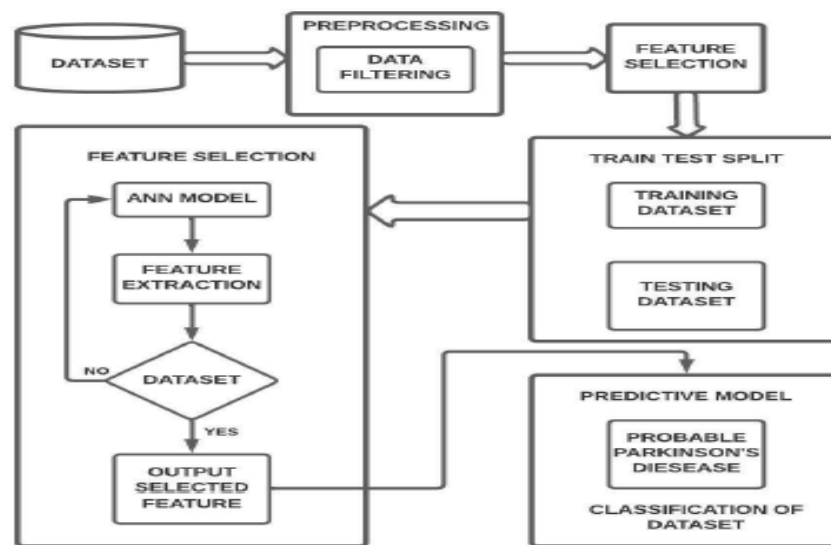 DATASET
PREPROCESSING
DATA
FILTERING
FEATURE
SELECTION
TRAIN TEST SPLIT
TRAINING
DATASET
TESTING
DATASET
FEATURE SELECTION
ANN MODEL
FEATURE
EXTRACTION
DATASET
NO
YES
OUTPUT
SELECTED
FEATURE
PREDICTIVE MODEL
PROBABLE
PARKINSON'S
DIESEASE
CLASSIFICATION OF
DATASET